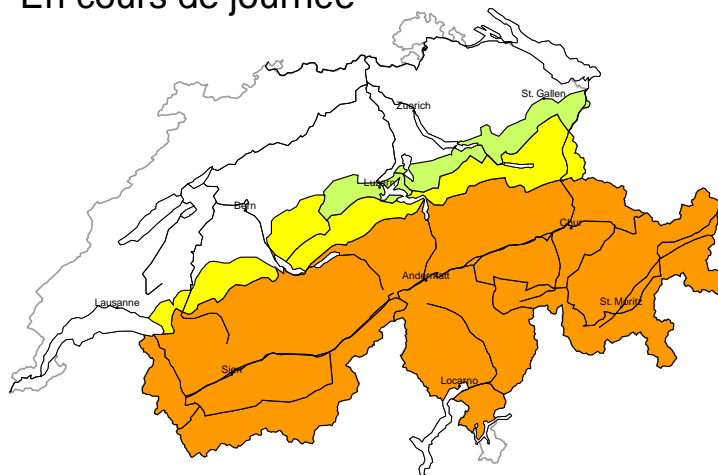 En cours de journée
St. Gallen
Zuerich
Luzern
Bern
Chur
Andermatt
Lausanne
St. Moritz
Sion
Locarno